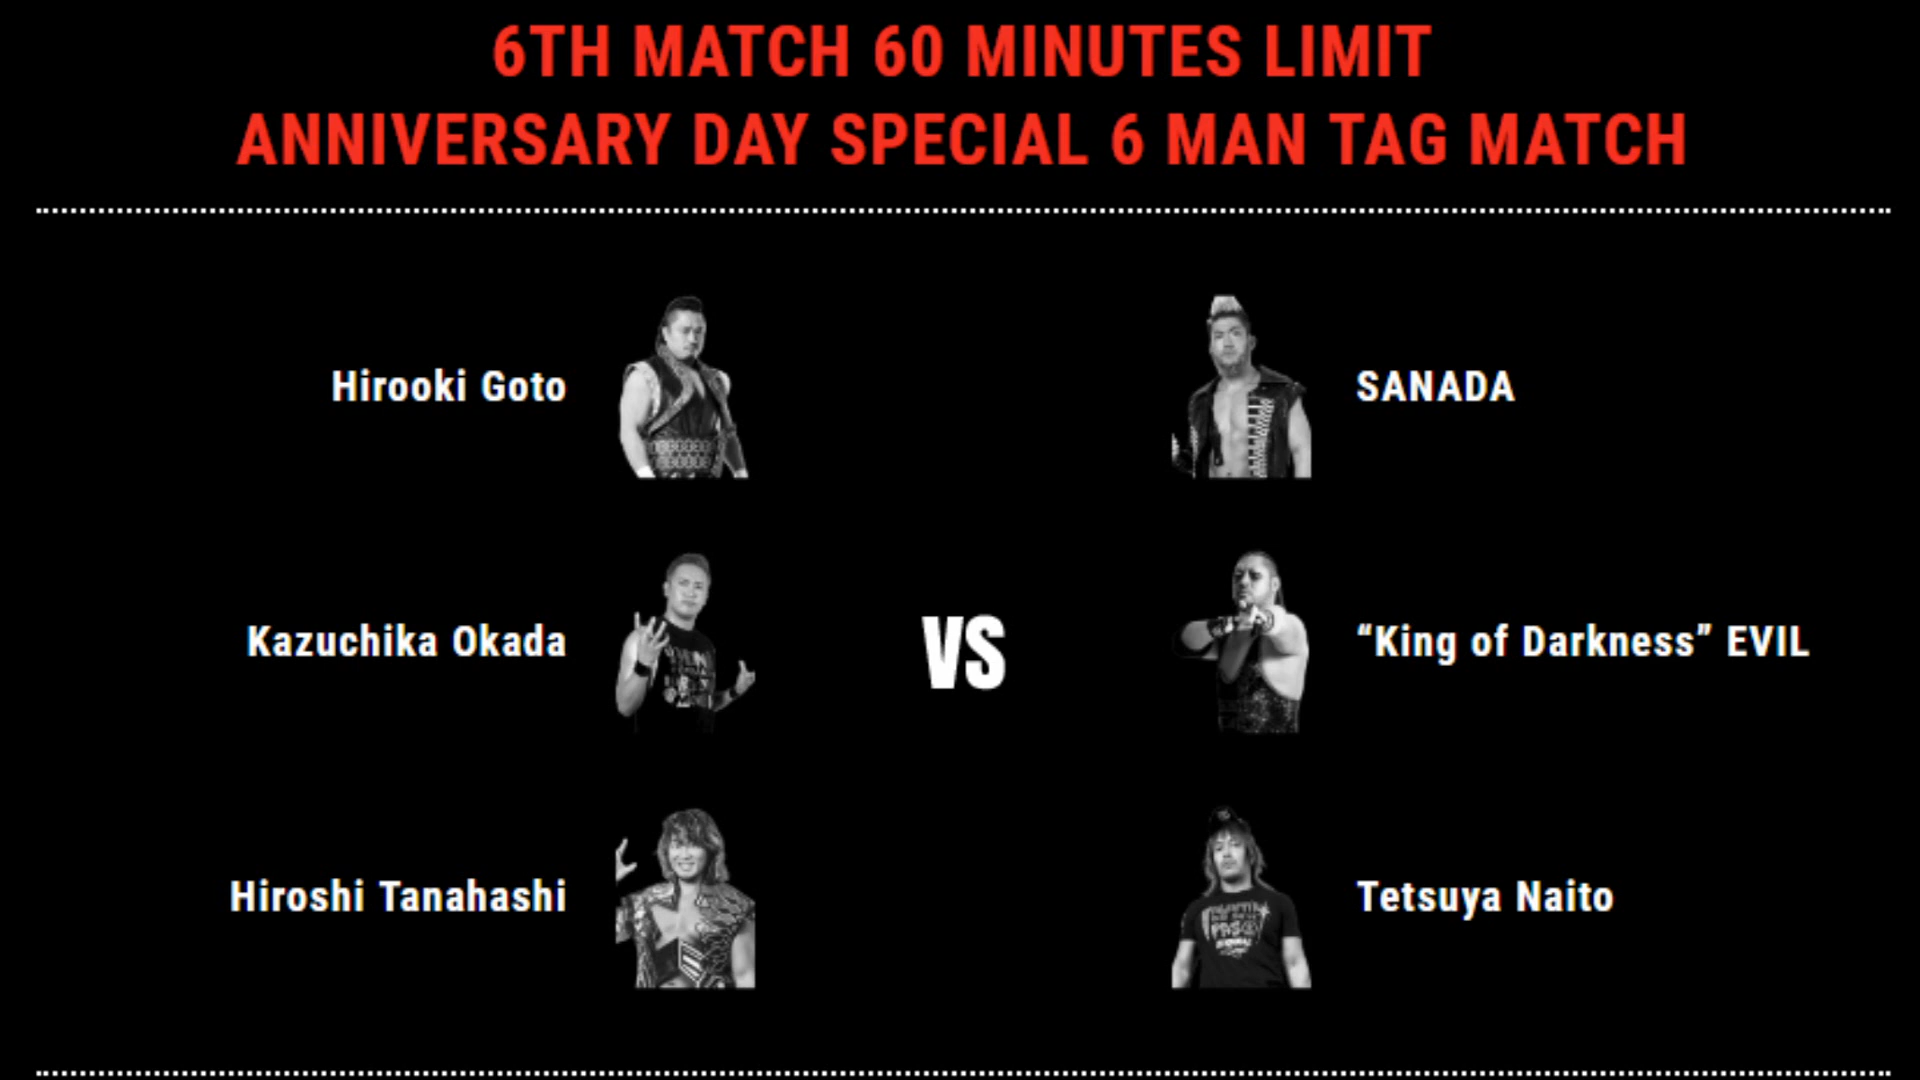 6TH MATCH 60 MINUTES LIMIT
ANNIVERSARY DAY SPECIAL 6 MAN TAG MATCH
Hirooki Goto
SANADA
Kazuchika Okada
VS
“King of Darkness” EVIL
Hiroshi Tanahashi
Tetsuya Naito